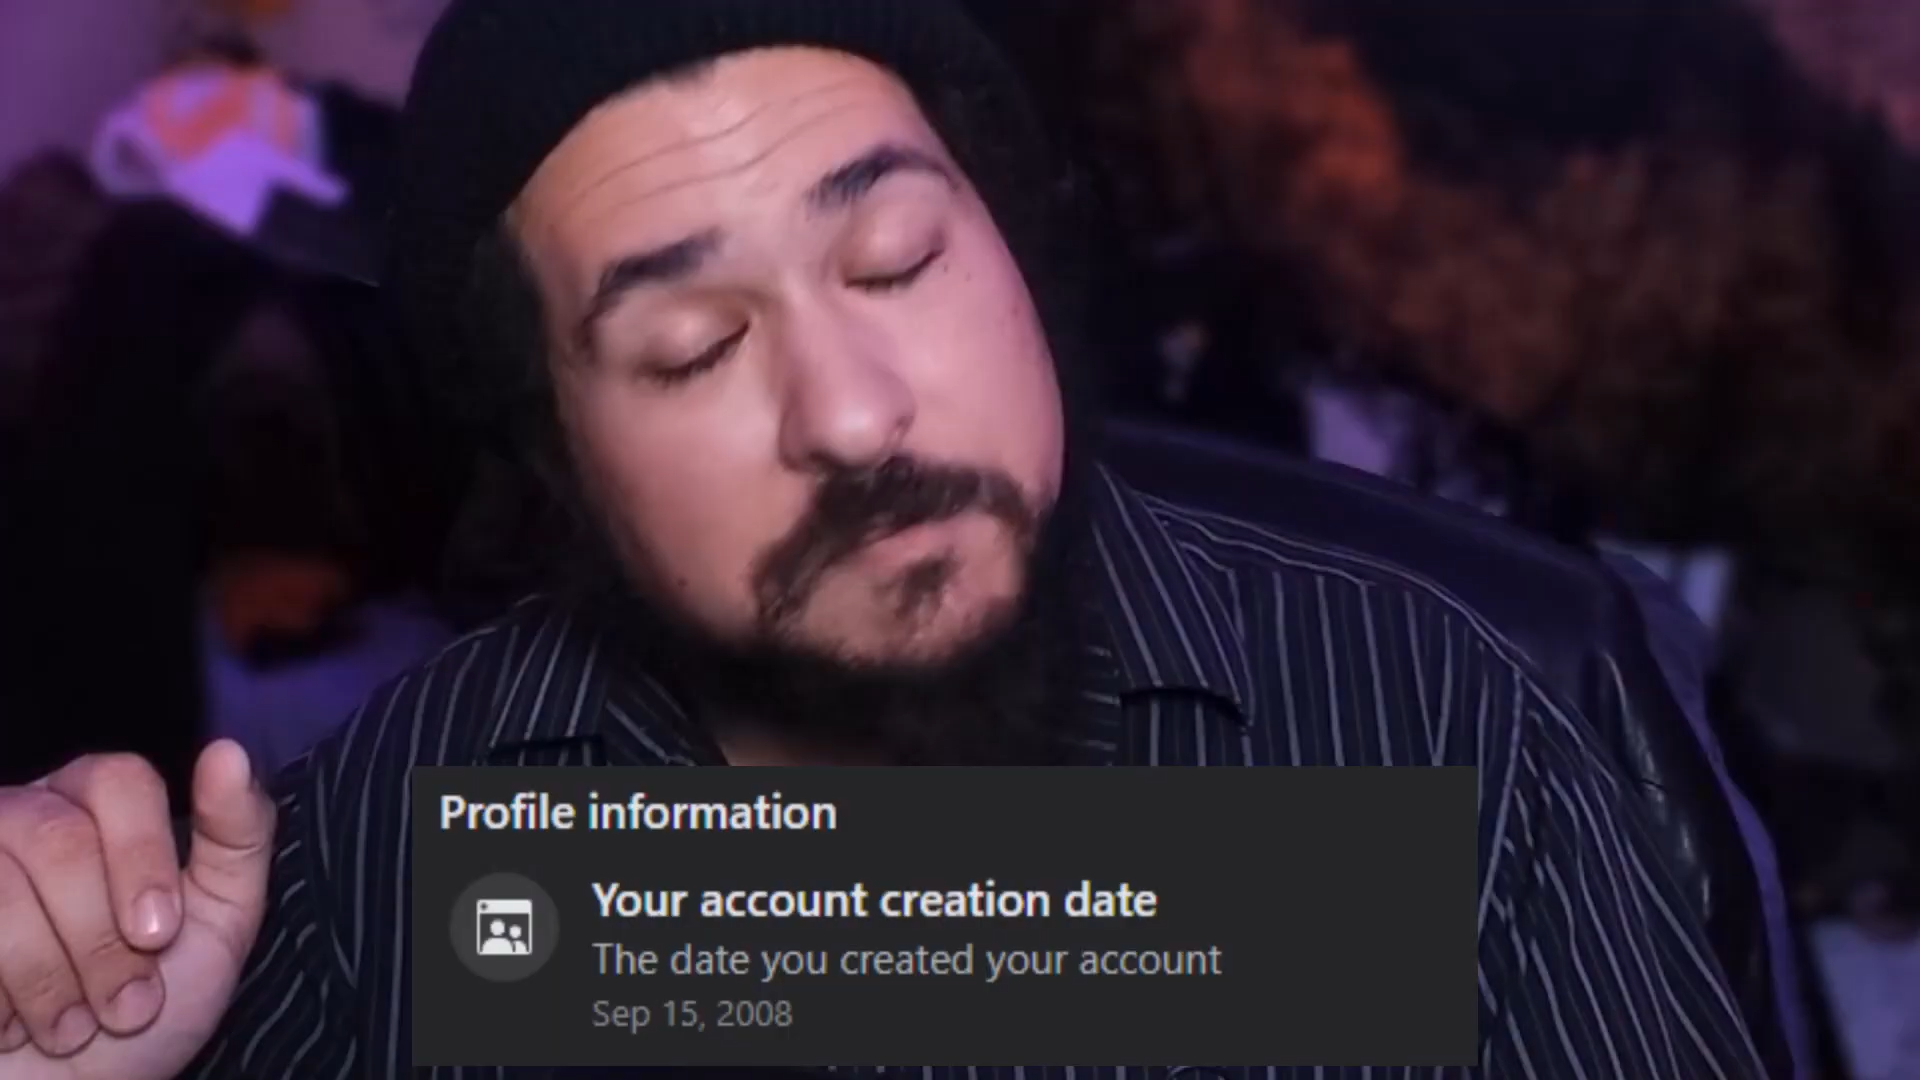 Profile information
Your account creation date
The date you created your account
Sep 15, 2008